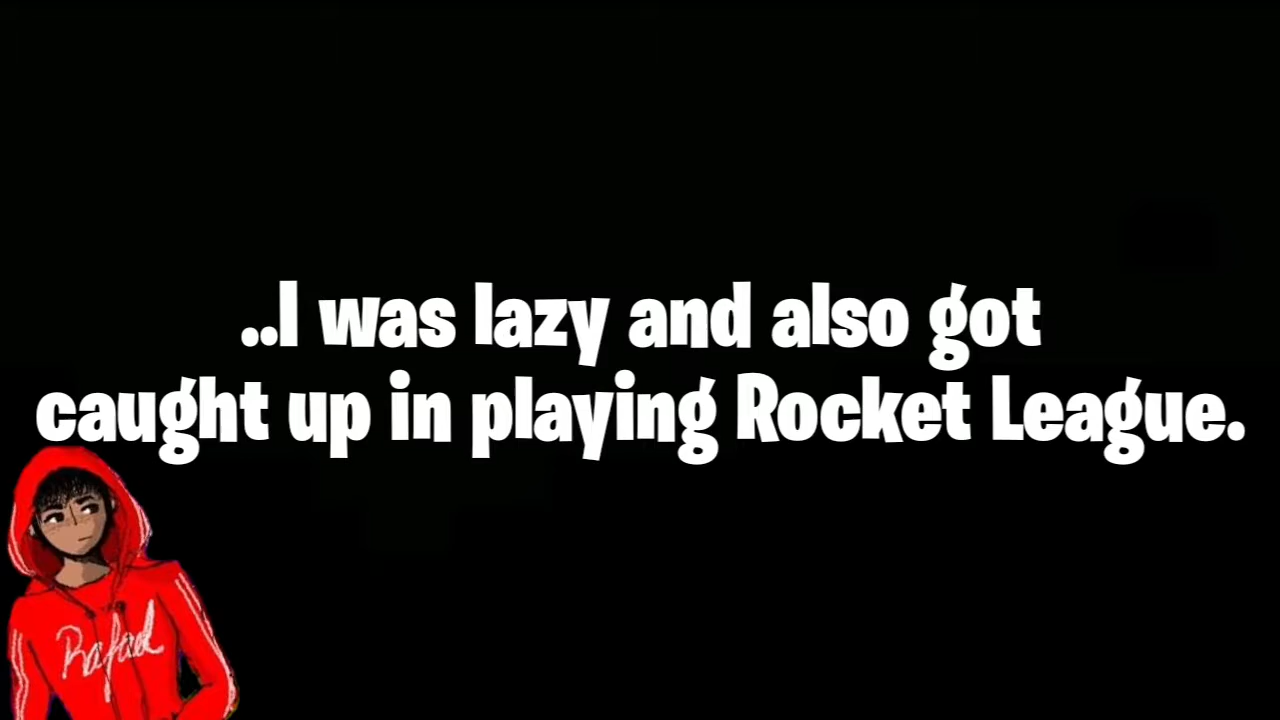 ..I was lazy and also got
caught up in playing Rocket League.
Rafael